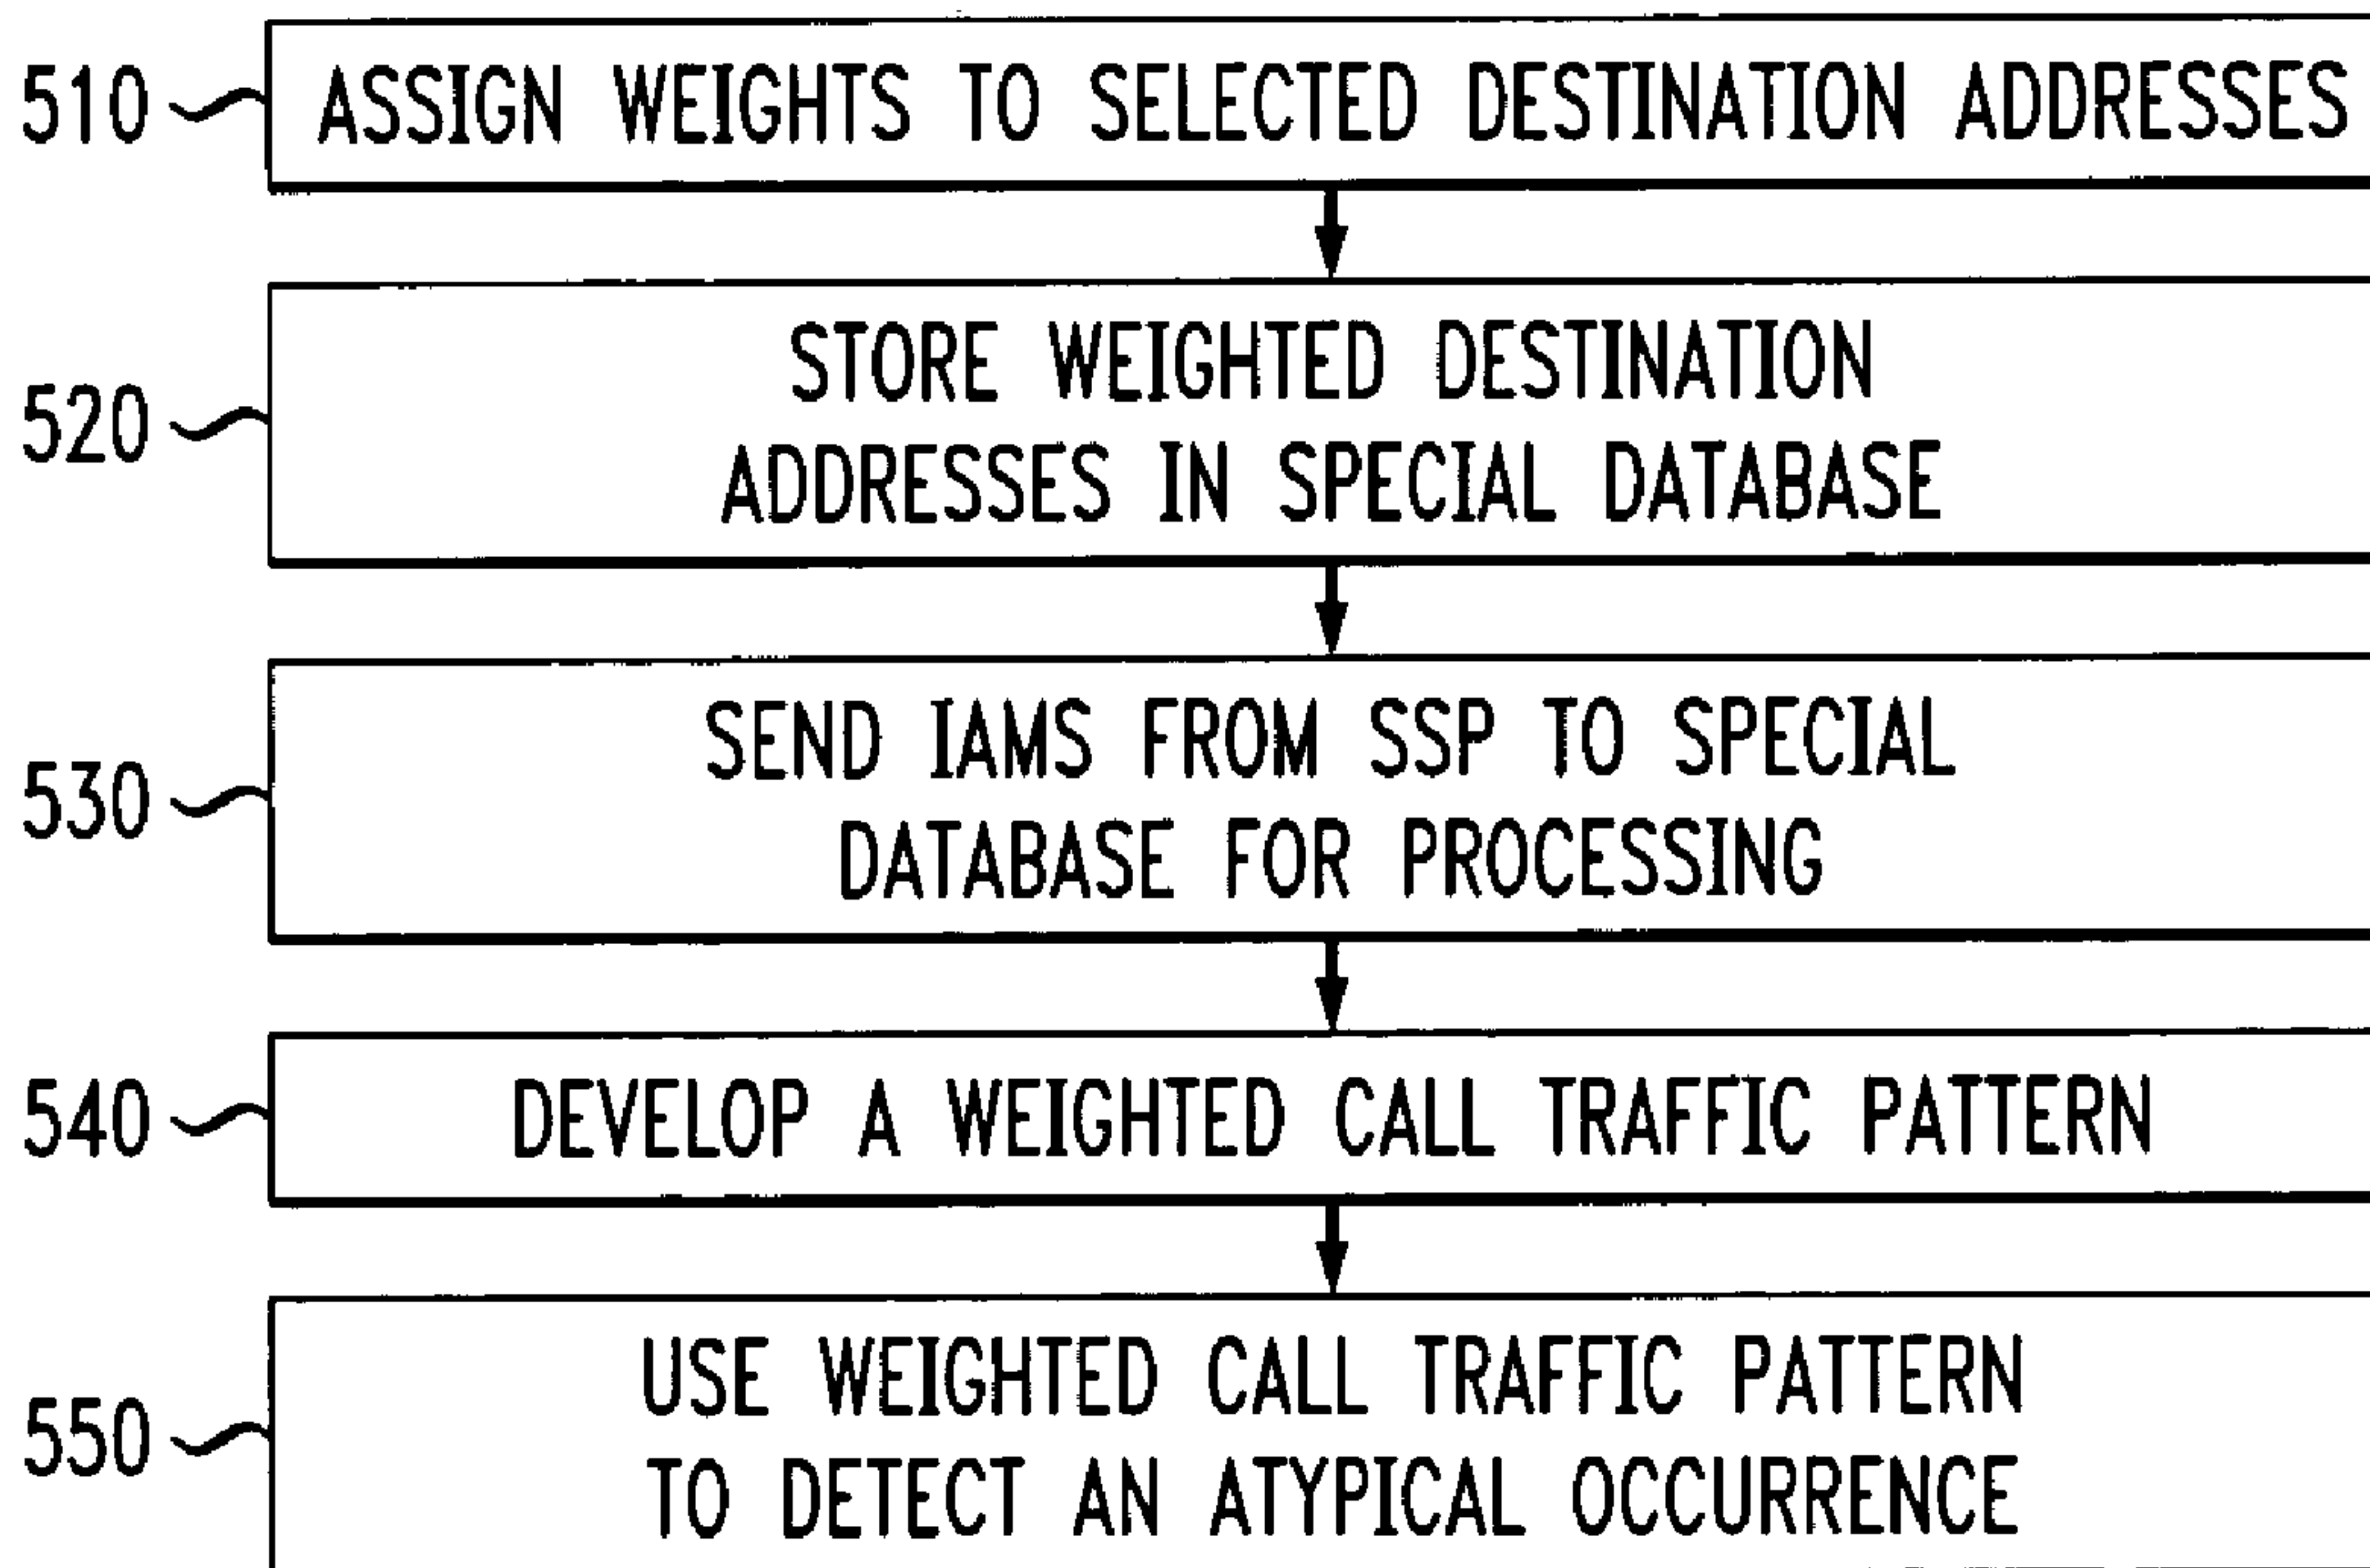 510 ASSIGN WEIGHTS TO SELECTED DESTINATION ADDRESSES
520 STORE WEIGHTED DESTINATION
ADDRESSES IN SPECIAL DATABASE
530 SEND IAMS FROM SSP TO SPECIAL
DATABASE FOR PROCESSING
540 DEVELOP A WEIGHTED CALL TRAFFIC PATTERN
550 USE WEIGHTED CALL TRAFFIC PATTERN
TO DETECT AN ATYPICAL OCCURRENCE